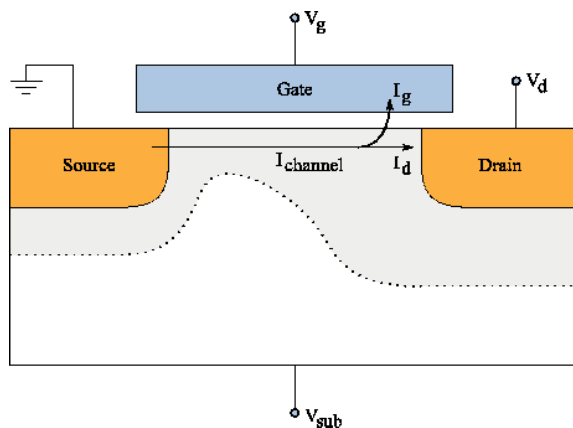 Vg
Gate
Ig
Vd
Source
Ichannel
Id
Drain
Vsub